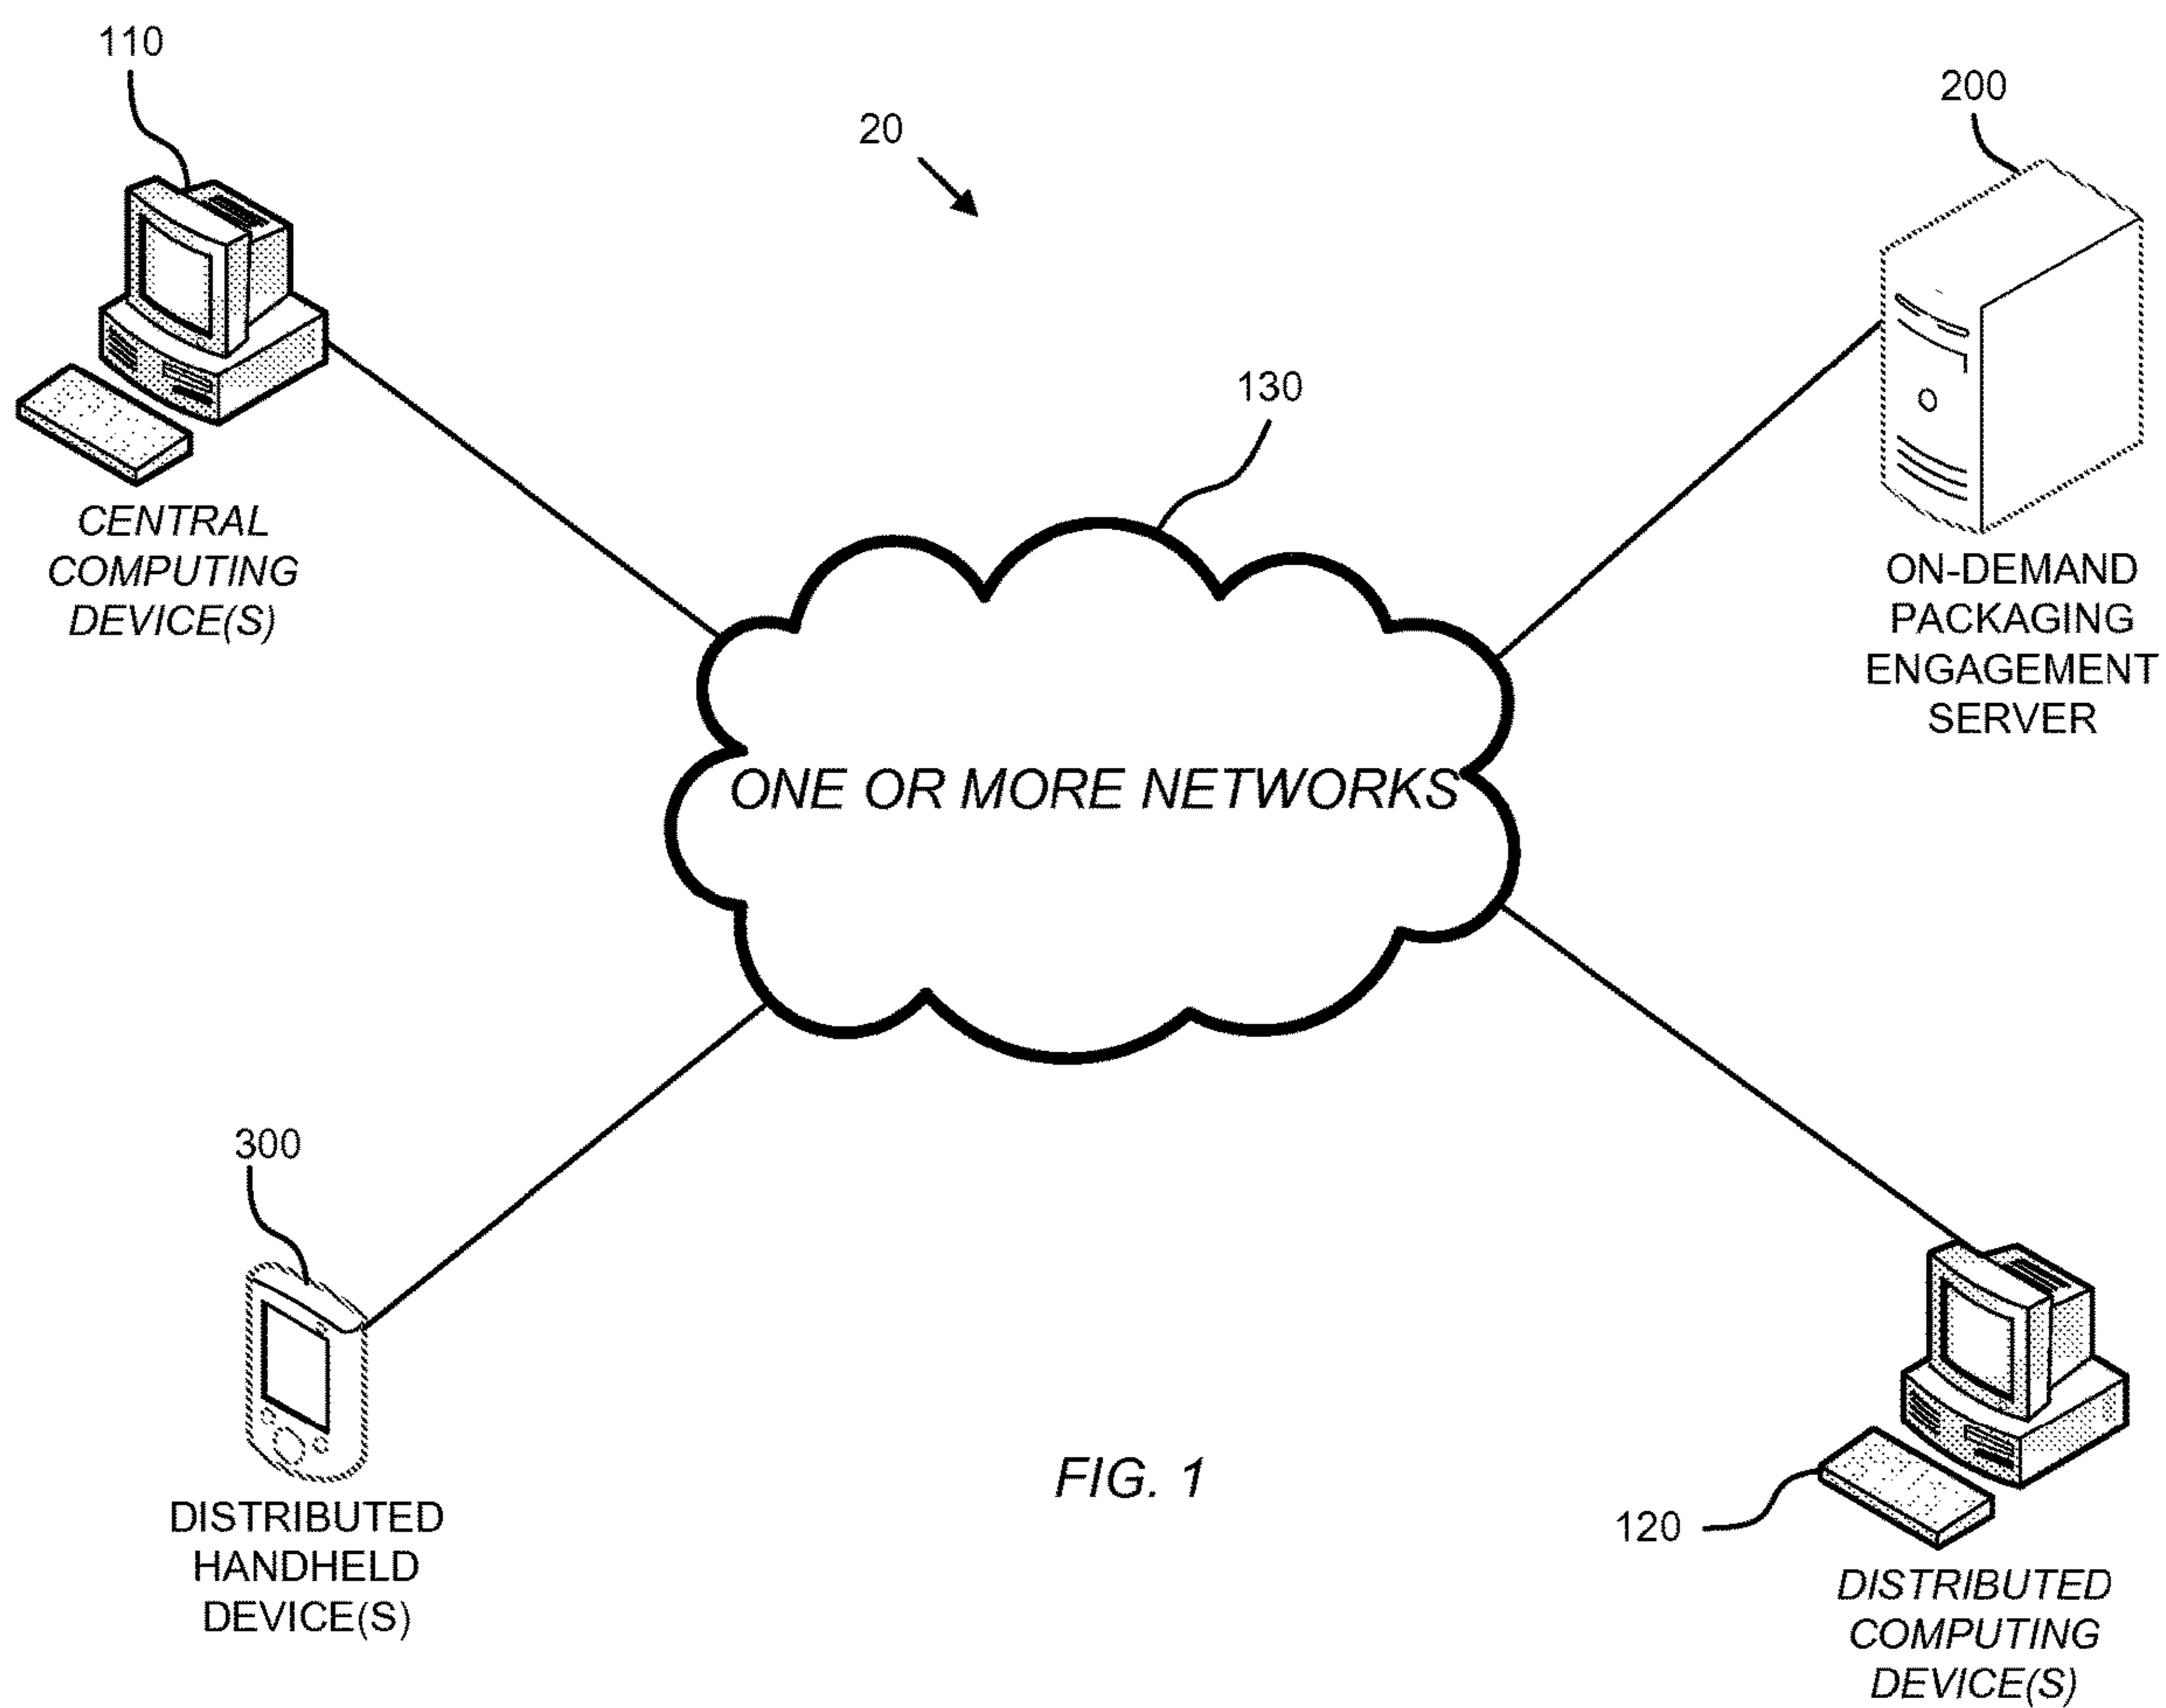 110
20
200
130
CENTRAL
COMPUTING
DEVICE(S)
ON-DEMAND
PACKAGING
ENGAGEMENT
SERVER
ONE OR MORE NETWORKS
300
DISTRIBUTED
HANDHELD
DEVICE(S)
FIG. 1
120
DISTRIBUTED
COMPUTING
DEVICE(S)